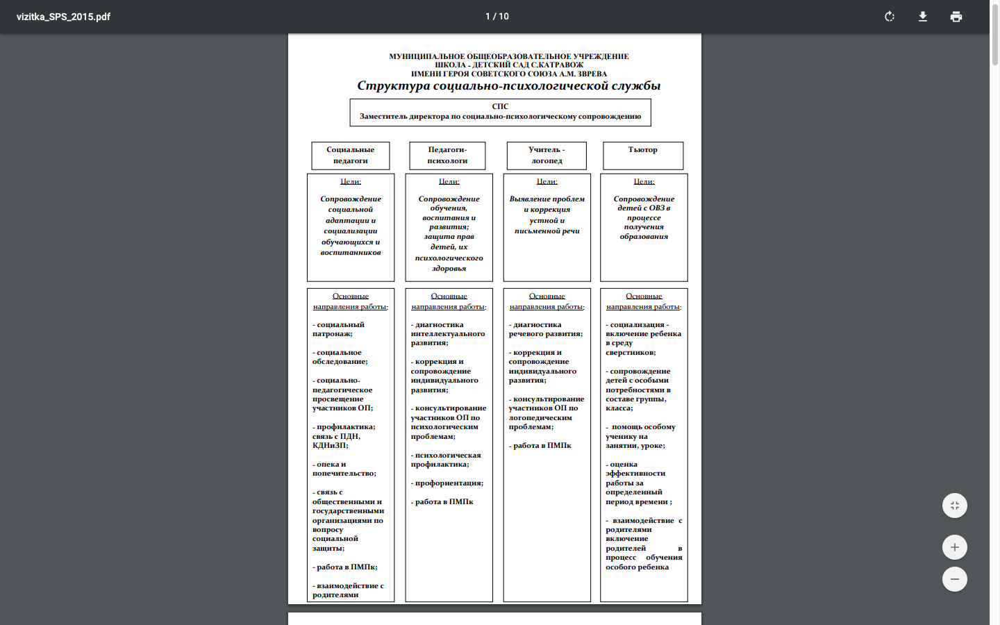 vizitka_SPS_2015.pdf
1 / 10
МУНИЦИПАЛЬНОЕ ОБЩЕОБРАЗОВАТЕЛЬНОЕ УЧРЕЖДЕНИЕ
ШКОЛА - ДЕТСКИЙ САД С.КАТРАВОЖ
ИМЕНИ ГЕРОЯ СОВЕТСКОГО СОЮЗА А.М. ЗВРЕВА
Структура социально-психологической службы
СПС
Заместитель директора по социально-психологическому сопровождению
Социальные
педагоги
Цели:
Сопровождение
социальной
адаптации и
социализации
обучающихся и
воспитанников
Основные
направления работы:
- социальный
патронаж;
- социальное
обследование;
- социально-
педагогическое
просвещение
участников ОП;
- профилактика;
связь с ПДН,
КДНиЗП;
- опека и
попечительство;
- связь с
общественными и
государственными
организациями по
вопросу
социальной
защиты;
- работа в ПМПк;
- взаимодействие с
родителями
Педагоги-
психологи
Цели:
Сопровождение
обучения,
воспитания и
развития;
защита прав
детей, их
психологического
здоровья
Основные
направления работы:
- диагностика
интеллектуального
развития;
- коррекция и
сопровождение
индивидуального
развития;
- консультирование
участников ОП по
психологическим
проблемам;
- психологическая
профилактика;
- профориентация;
- работа в ПМПк
Учитель -
логопед
Цели:
Выявление проблем
и коррекция
устной и
письменной речи
Основные
направления работы:
- диагностика
речевого развития;
- коррекция и
сопровождение
индивидуального
развития;
- консультирование
участников ОП по
логопедическим
проблемам;
- работа в ПМПк
Тьютор
Цели:
Сопровождение
детей с ОВЗ в
процессе
получения
образования
Основные
направления работы:
- социализация -
включение ребенка
в среду
сверстников;
- сопровождение
детей с особыми
потребностями в
составе группы,
класса;
- помощь особому
ученику на
занятии, уроке;
- оценка
эффективности
работы за
определенный
период времени ;
- взаимодействие с
родителями
включение
родителей в
процесс обучения
особого ребенка